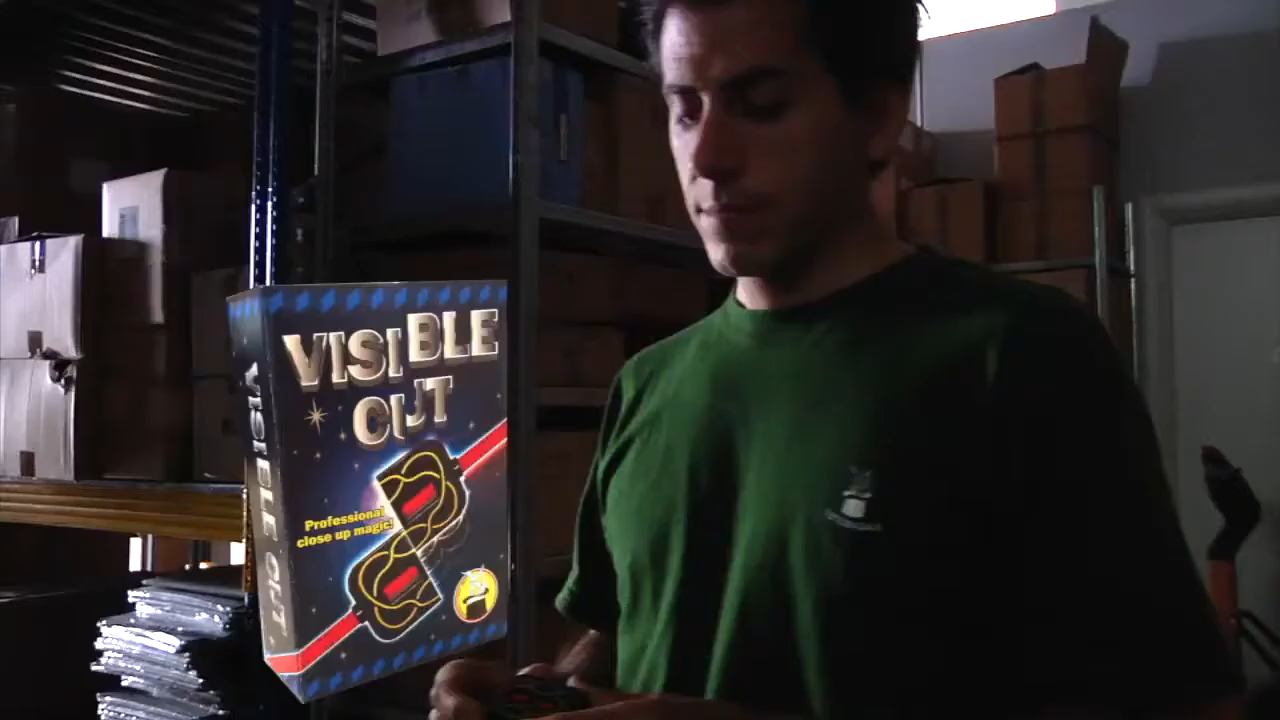 VISIBLE
CUT
Professional
close up magic!
VISIBLE CUT